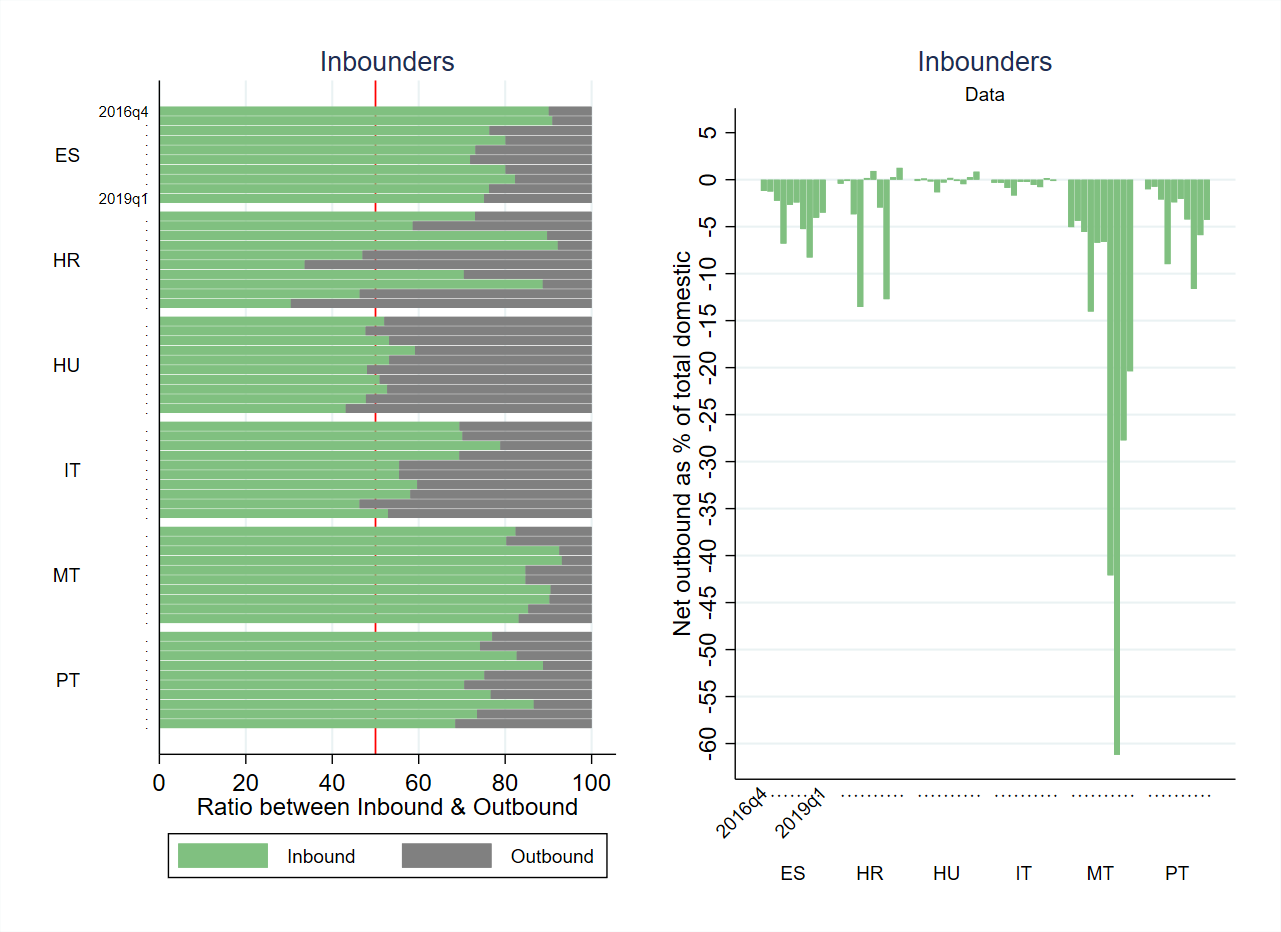 Inbounders
2016q4
ES
2019q1
HR
HU
IT
MT
PT
0 20 40 60 80 100
Ratio between Inbound & Outbound
Inbound Outbound
Inbounders
Data
Net outbound as % of total domestic
5
0
-5
-10
-15
-20
-25
-30
-35
-40
-45
-50
-55
-60
2016q4 2019q1
ES HR HU IT MT PT